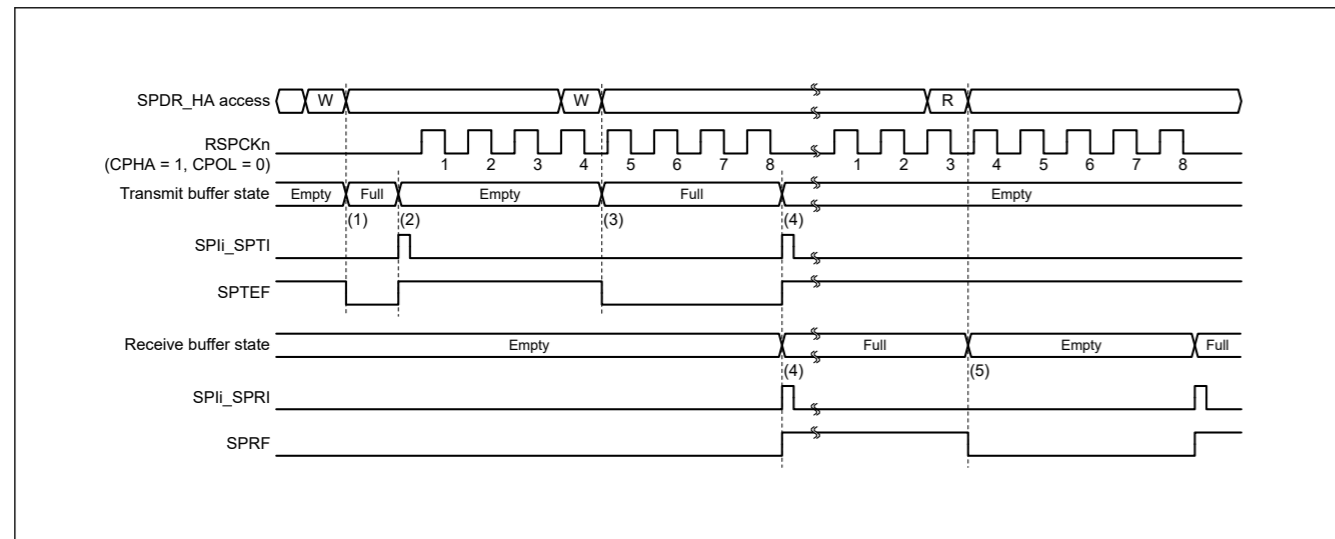 SPDR_HA access W W R
RSPCKn
(CPHA = 1, CPOL = 0)
1 2 3 4 5 6 7 8 1 2 3 4 5 6 7 8
Transmit buffer state Empty Full Empty Full Empty
(1) (2) (3) (4)
SPIi_SPTI
SPTEF
Receive buffer state Empty Full Empty Full
(4) (5)
SPIi_SPRI
SPRF